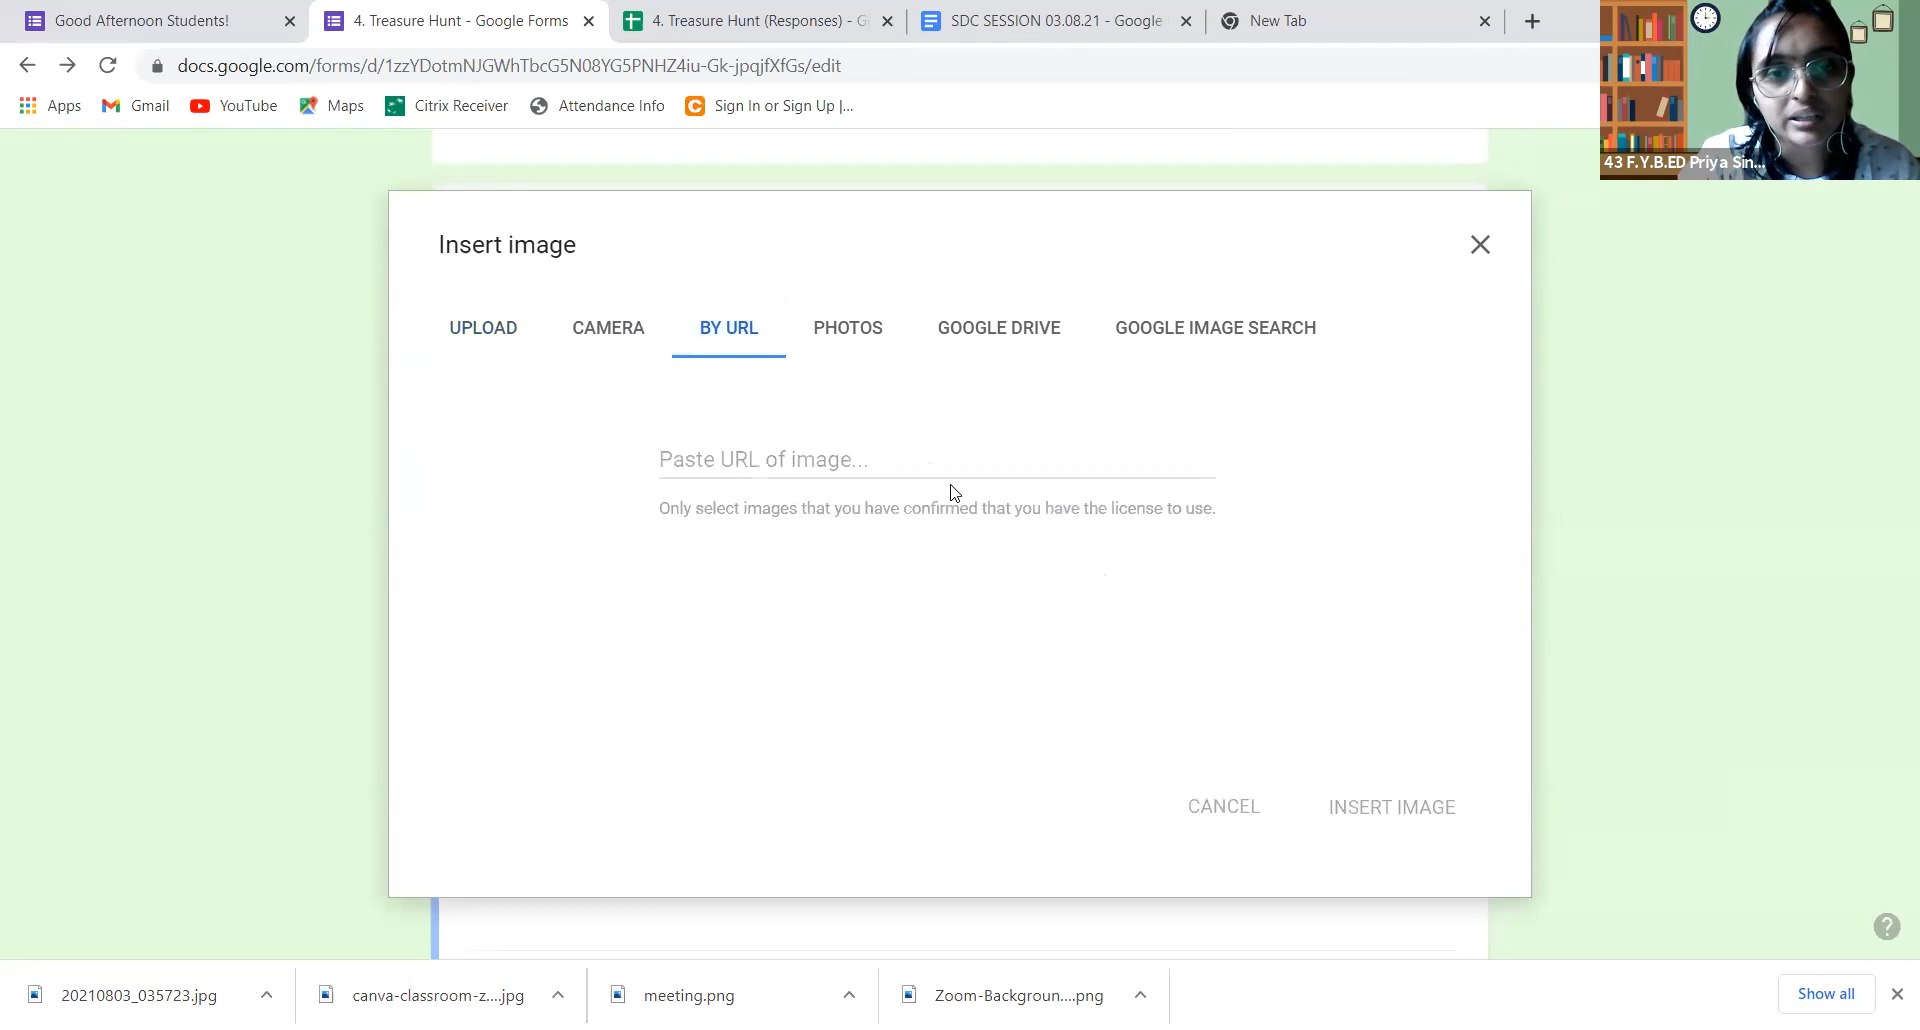 Good Afternoon Students!
4. Treasure Hunt - Google Forms
4. Treasure Hunt (Responses) - G
SDC SESSION 03.08.21 - Google
New Tab
docs.google.com/forms/d/1zzYDotmNJGWhTbcG5N08YG5PNHZ4iu-Gk-jpqjfXfGs/edit
Apps
Gmail
YouTube
Maps
Citrix Receiver
Attendance Info
Sign In or Sign Up |...
43 F.Y.B.ED Priya Sin...
Insert image
UPLOAD
CAMERA
BY URL
PHOTOS
GOOGLE DRIVE
GOOGLE IMAGE SEARCH
Paste URL of image...
Only select images that you have confirmed that you have the license to use.
CANCEL
INSERT IMAGE
20210803_035723.jpg
canva-classroom-z....jpg
meeting.png
Zoom-Backgroun....png
Show all